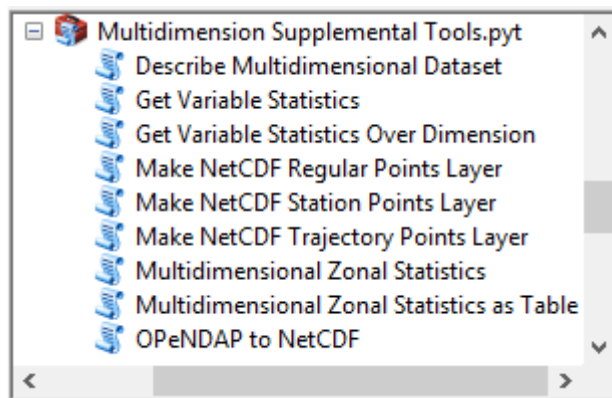 Multidimension Supplemental Tools.pyt
Describe Multidimensional Dataset
Get Variable Statistics
Get Variable Statistics Over Dimension
Make NetCDF Regular Points Layer
Make NetCDF Station Points Layer
Make NetCDF Trajectory Points Layer
Multidimensional Zonal Statistics
Multidimensional Zonal Statistics as Table
OPeNDAP to NetCDF